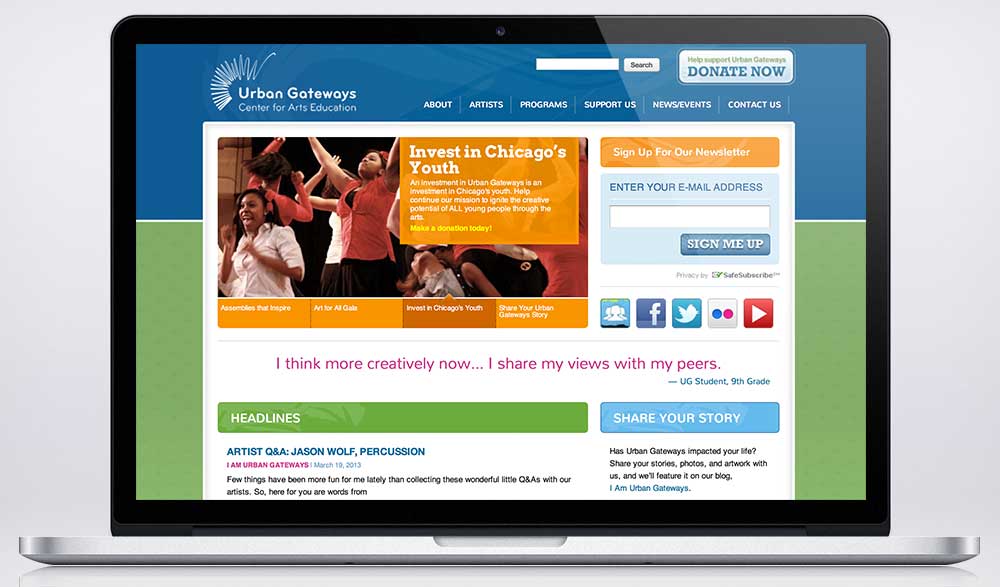 Urban Gateways
Center for Arts Education
Search
Help support Urban Gateways
DONATE NOW
ABOUT
ARTISTS
PROGRAMS
SUPPORT US
NEWS/EVENTS
CONTACT US
Invest in Chicago's
Youth
An investment in Urban Gateways is an
investment in Chicago's youth. Help
continue our mission to ignite the creative
potential of ALL young people through the
arts.
Make a donation today!
Assemblies that Inspire
Art for All Gala
Invest in Chicago's Youth
Share Your Urban
Gateways Story
Sign Up For Our Newsletter
ENTER YOUR E-MAIL ADDRESS
SIGN ME UP
Privacy by SafeSubscribe℠
f
I think more creatively now... I share my views with my peers.
— UG Student, 9th Grade
HEADLINES
ARTIST Q&A: JASON WOLF, PERCUSSION
I AM URBAN GATEWAYS | March 19, 2013
Few things have been more fun for me lately than collecting these wonderful little Q&As with our
artists. So, here for you are words from
SHARE YOUR STORY
Has Urban Gateways impacted your life?
Share your stories, photos, and artwork with
us, and we'll feature it on our blog,
I Am Urban Gateways.